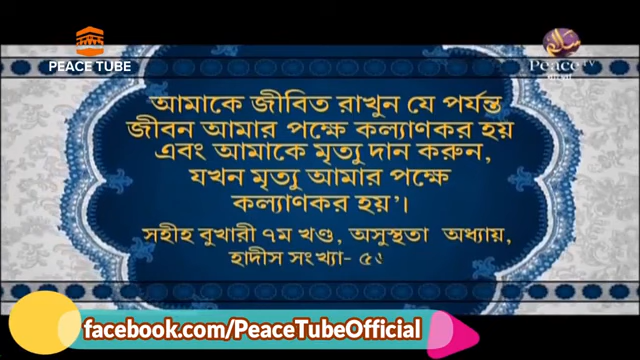 PEACE TUBE
Peace TV
বাংলা
আমাকে জীবিত রাখুন যে পর্যন্ত
জীবন আমার পক্ষে কল্যাণকর হয়
এবং আমাকে মৃত্যু দান করুন,
যখন মৃত্যু আমার পক্ষে
কল্যাণকর হয়’।
সহীহ বুখারী ৭ম খণ্ড, অসুস্থতা অধ্যায়,
হাদীস সংখ্যা-
facebook.com/PeaceTubeOfficial